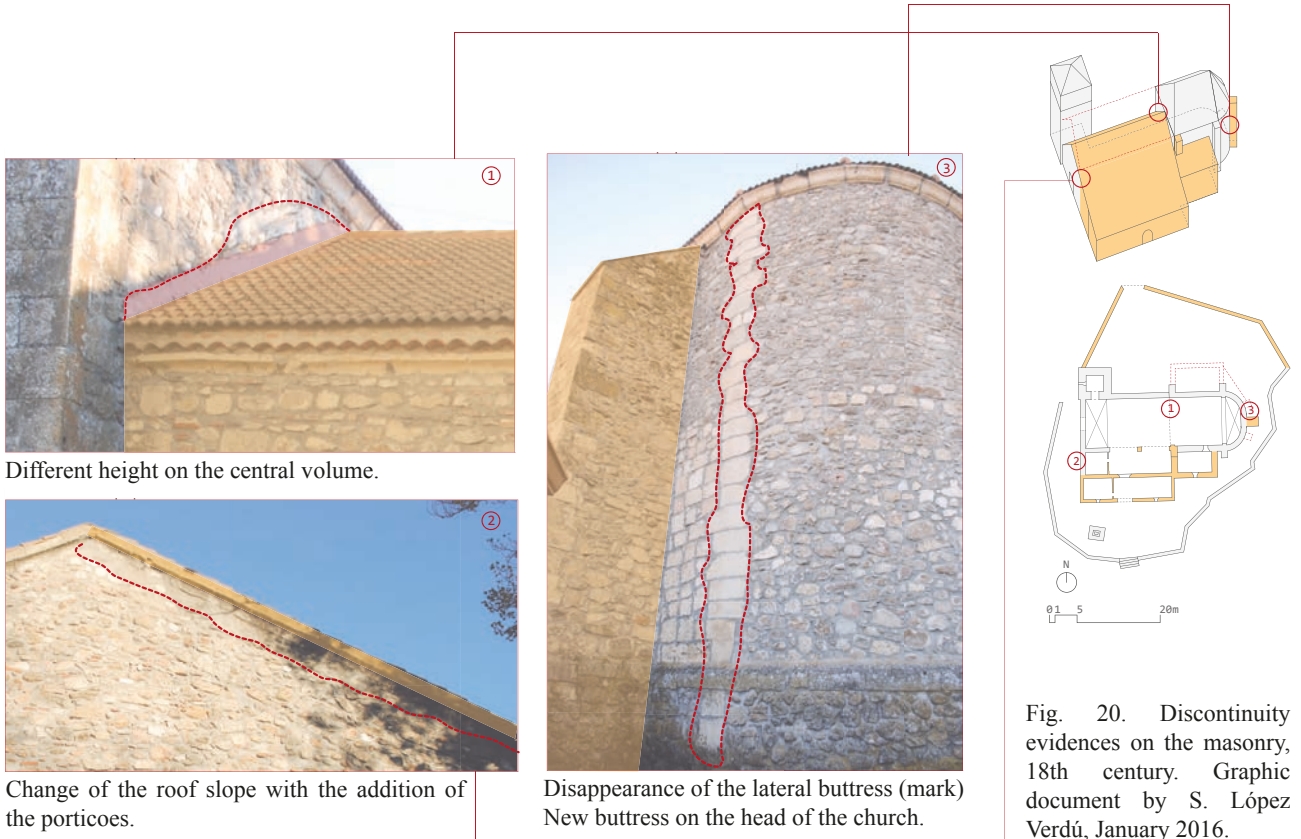 1
3
Different height on the central volume.
2
Change of the roof slope with the addition of
the porticoes.
Disappearance of the lateral buttress (mark)
New buttress on the head of the church.
1
3
2
N
0 1 5 20m
Fig. 20. Discontinuity
evidences on the masonry,
18th century. Graphic
document by S. López
Verdú, January 2016.